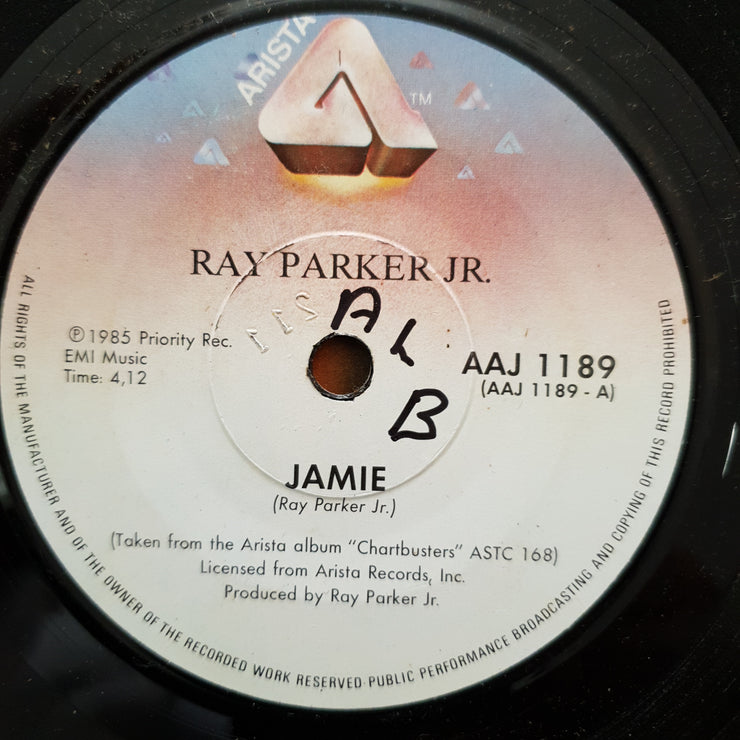 ARISTA
TM
RAY PARKER JR.
℗1985 Priority Rec.
EMI Music
Time: 4,12
211
A L B
AAJ 1189
(AAJ 1189 - A)
JAMIE
(Ray Parker Jr.)
(Taken from the Arista album "Chartbusters" ASTC 168)
Licensed from Arista Records, Inc.
Produced by Ray Parker Jr.
ALL RIGHTS OF THE MANUFACTURER AND OF THE OWNER OF THE RECORDED WORK RESERVED PUBLIC PERFORMANCE BROADCASTING AND COPYING OF THIS RECORD PROHIBITED